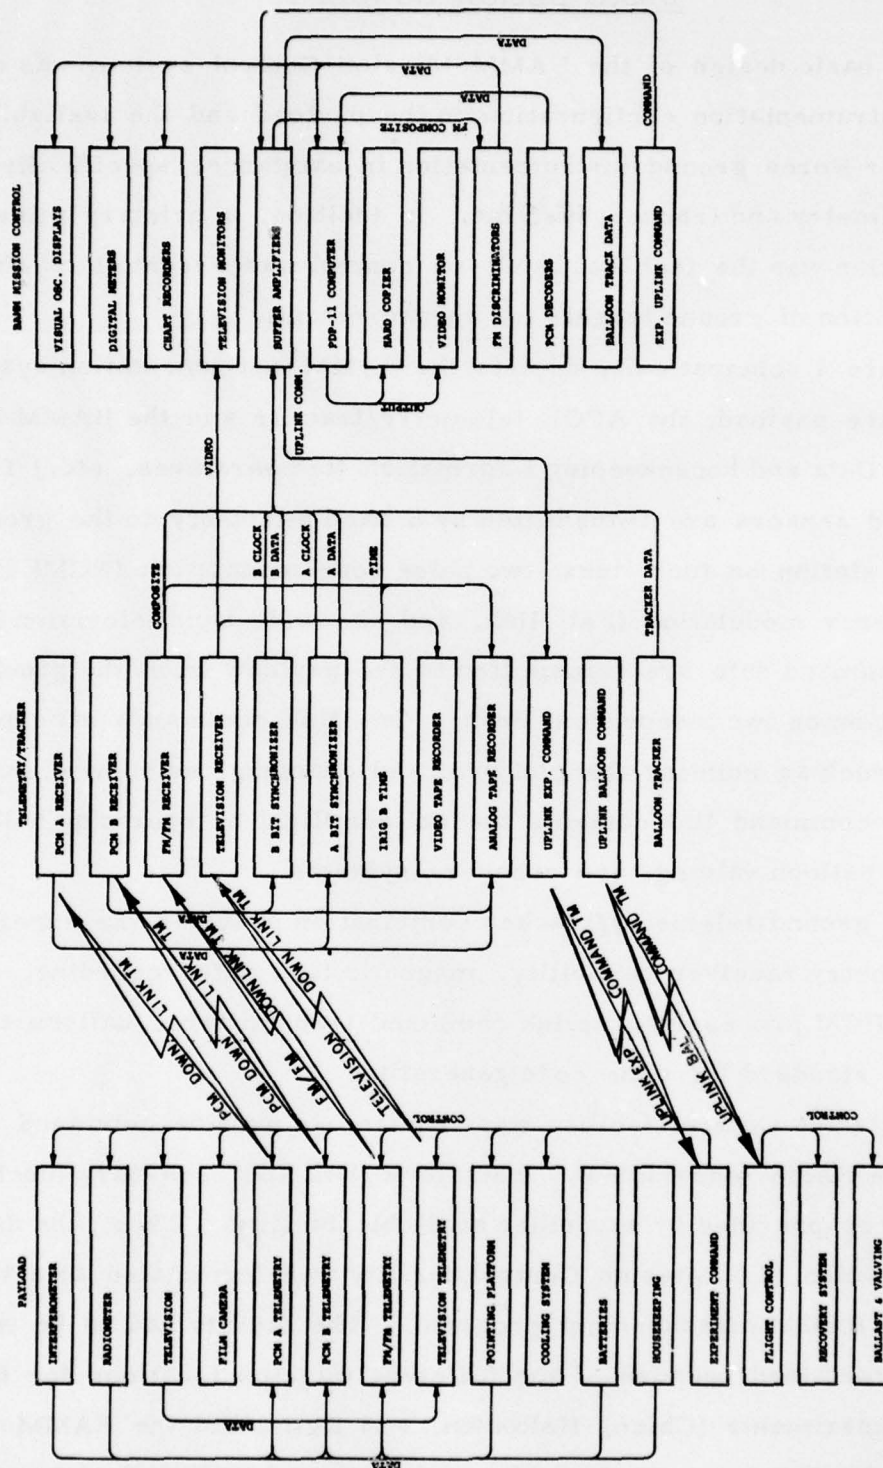 PAYLOAD
INTERFEROMETER
RADIOMETER
TELEVISION
FILM CAMERA
PCM A TELEMETRY
PCM B TELEMETRY
FM/FM TELEMETRY
TELEVISION TELEMETRY
POINTING PLATFORM
COOLING SYSTEM
BATTERIES
HOUSEKEEPING
EXPERIMENT COMMAND
FLIGHT CONTROL
RECOVERY SYSTEM
BALLAST & VALVING
DATA
DATA
CONTROL
CONTROL
PCM DOWN LINK TM
PCM DOWN LINK TM
FM/FM DOWN LINK TM
TELEVISION DOWN LINK TM
UPLINK EXP COMMAND TM
UPLINK BAL COMMAND TM
TELEMETRY/TRACKER
PCM A RECEIVER
PCM B RECEIVER
FM/FM RECEIVER
TELEVISION RECEIVER
B BIT SYNCHRONIZER
A BIT SYNCHRONIZER
IRIG B TIME
VIDEO TAPE RECORDER
ANALOG TAPE RECORDER
UPLINK EXP. COMMAND
UPLINK BALLOON COMMAND
BALLOON TRACKER
DATA
DATA
COMPOSITE
VIDEO
B CLOCK
B DATA
A CLOCK
A DATA
TIME
TRACKER DATA
UPLINK COMM.
BAMM MISSION CONTROL
VISUAL OSC. DISPLAY
DIGITAL METERS
CHART RECORDERS
TELEVISION MONITORS
BUFFER AMPLIFIERS
PDP-11 COMPUTER
HARD COPIER
VIDEO MONITOR
FM DISCRIMINATORS
PCM DECODERS
BALLOON TRACK DATA
EXP. UPLINK COMMAND
OUTPUT
FM COMPOSITE
DATA
DATA
DATA
COMMAND